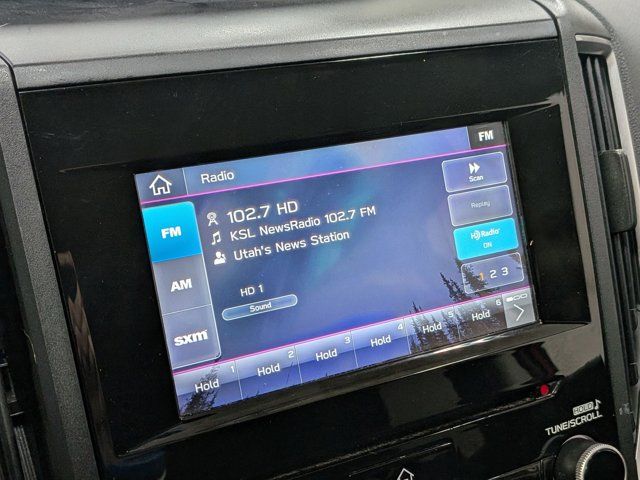 Radio
FM
102.7 HD
KSL NewsRadio 102.7 FM
Utah's News Station
HD 1
Sound
FM
AM
sxm
Scan
Replay
HD Radio
ON
1 2 3
Hold 1
Hold 2
Hold 3
Hold 4
Hold 5
Hold 6
HOLD
TUNE/SCROLL